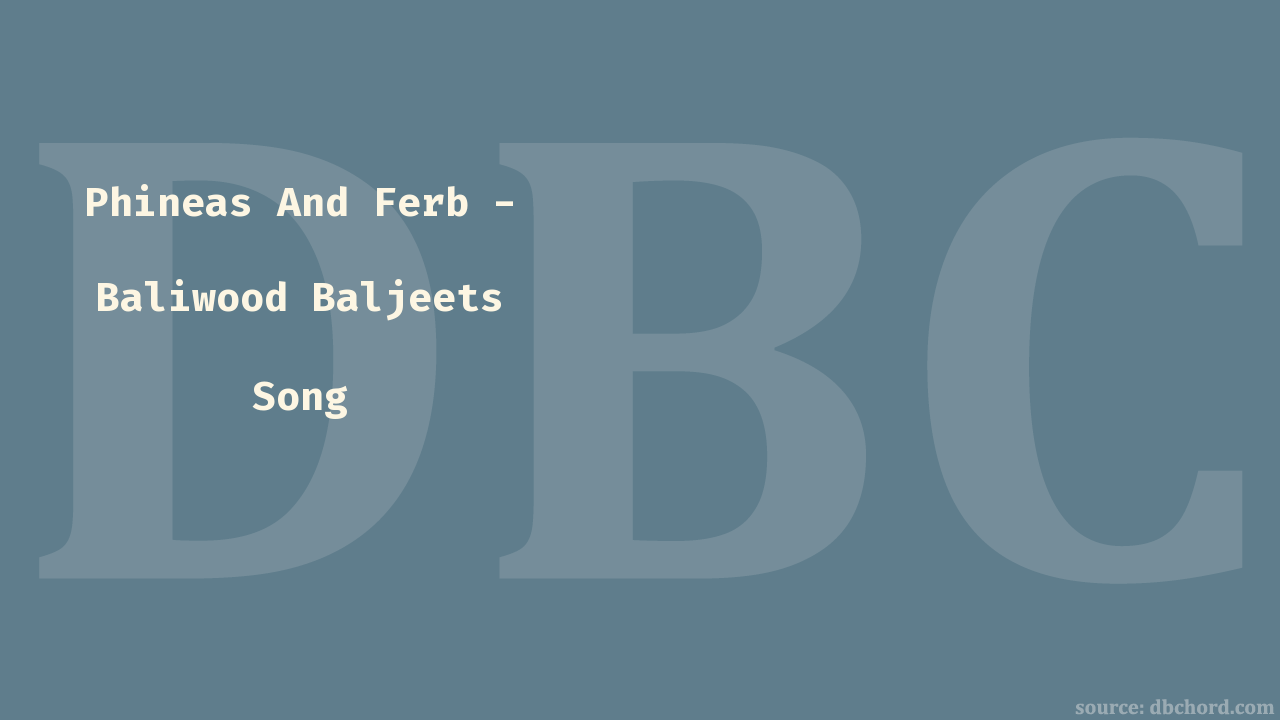 DBC
Phineas And Ferb –
Baliwood Baljeets
Song
source: dbchord.com